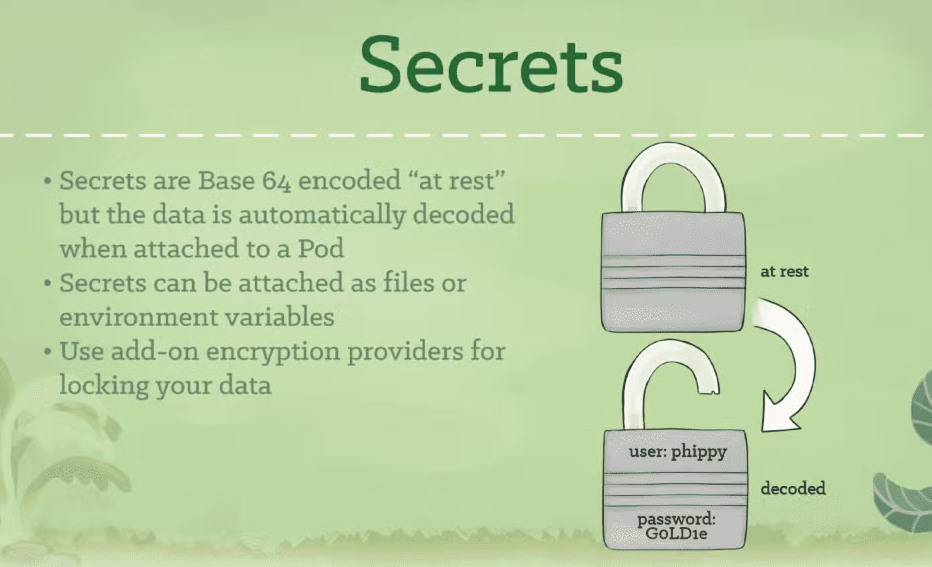 Secrets
• Secrets are Base 64 encoded “at rest”
but the data is automatically decoded
when attached to a Pod
• Secrets can be attached as files or
environment variables
• Use add-on encryption providers for
locking your data
at rest
user: phippy
decoded
password:
G0LD1e